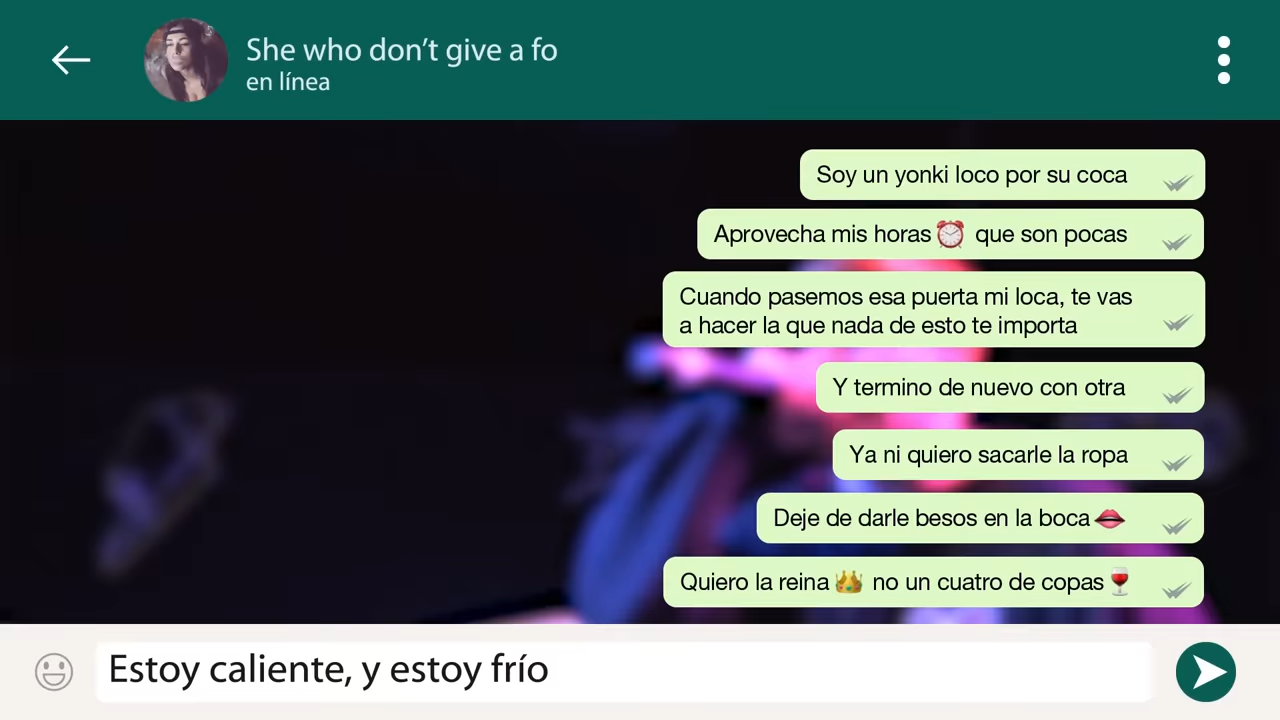 She who don’t give a fo
en línea
Soy un yonki loco por su coca
Aprovecha mis horas⏰ que son pocas
Cuando pasemos esa puerta mi loca, te vas
a hacer la que nada de esto te importa
Y termino de nuevo con otra
Ya ni quiero sacarle la ropa
Deje de darle besos en la boca👄
Quiero la reina👑 no un cuatro de copas🍷
Estoy caliente, y estoy frío